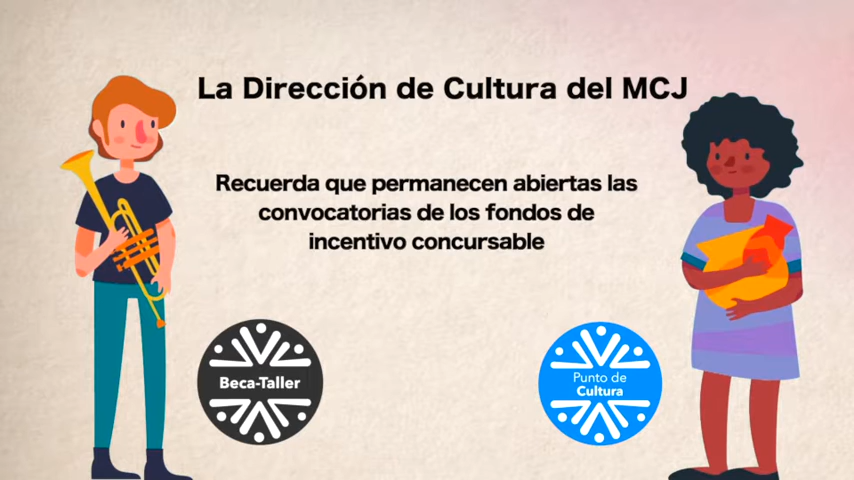 La Dirección de Cultura del MCJ
Recuerda que permanecen abiertas las
convocatorias de los fondos de
incentivo concursable
Beca-Taller
Punto de
Cultura